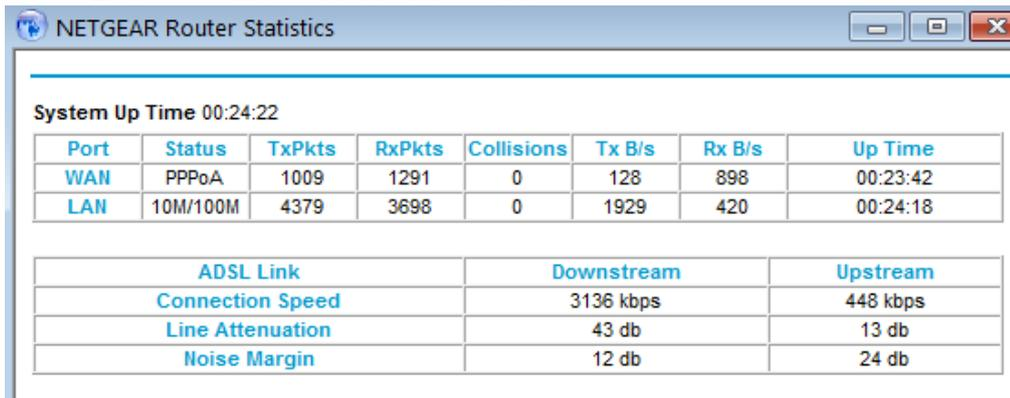 NETGEAR Router Statistics
System Up Time 00:24:22
Port Status TxPkts RxPkts Collisions Tx B/s Rx B/s Up Time
WAN PPPoA 1009 1291 0 128 898 00:23:42
LAN 10M/100M 4379 3698 0 1929 420 00:24:18
ADSL Link Downstream Upstream
Connection Speed 3136 kbps 448 kbps
Line Attenuation 43 db 13 db
Noise Margin 12 db 24 db